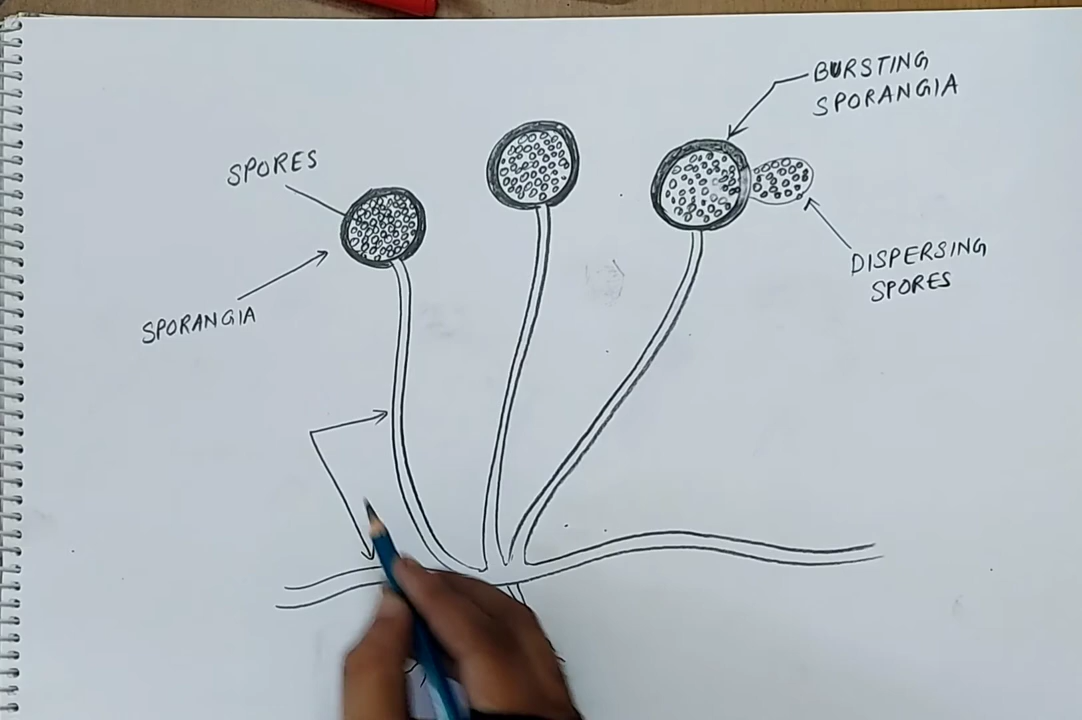 BURSTING
SPORANGIA
SPORES
DISPERSING
SPORES
SPORANGIA